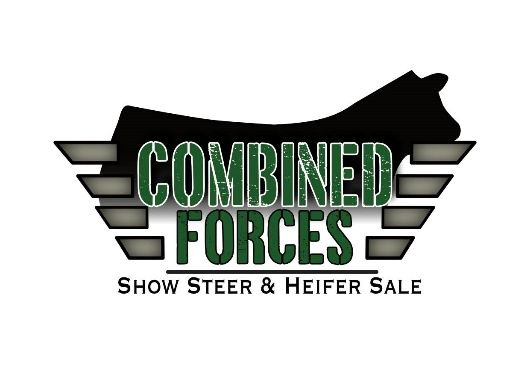 COMBINED
FORCES
SHOW STEER & HEIFER SALE